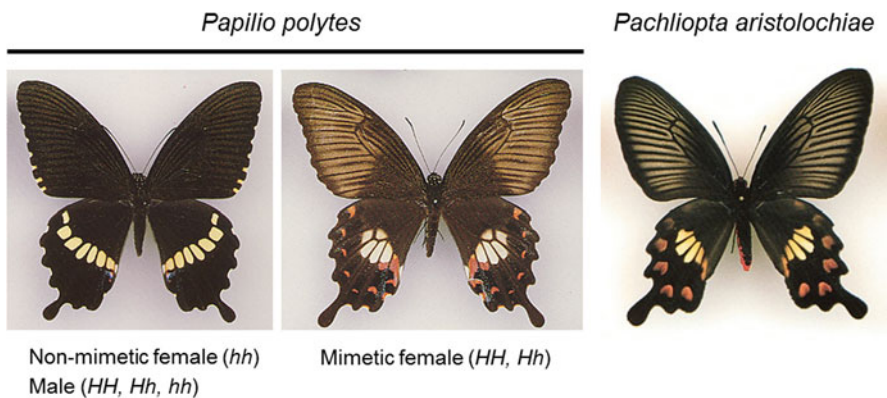 Papilio polytes
Pachliopta aristolochiae
Non-mimetic female (hh)
Male (HH, Hh, hh)
Mimetic female (HH, Hh)